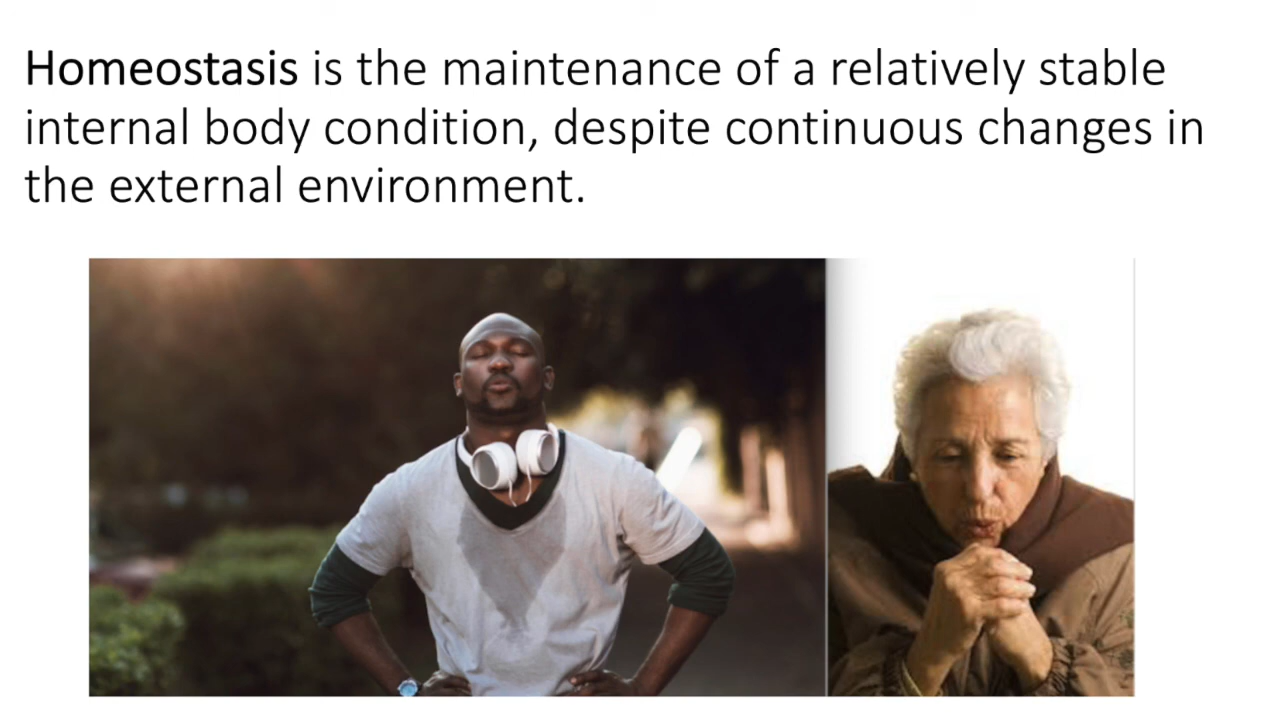 Homeostasis is the maintenance of a relatively stable
internal body condition, despite continuous changes in
the external environment.